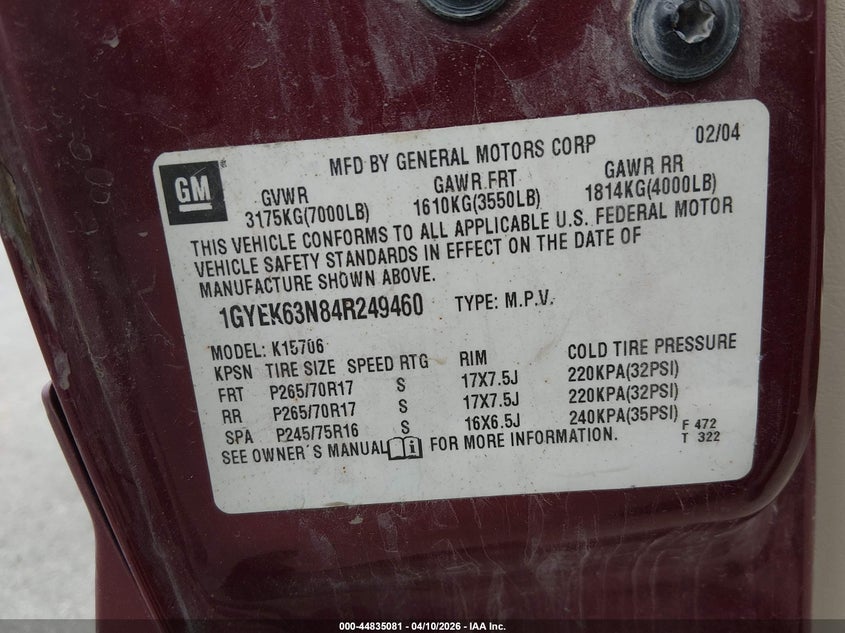 GM
MFD BY GENERAL MOTORS CORP 02/04
GVWR GAWR FRT GAWR RR
3175KG(7000LB) 1610KG(3550LB) 1814KG(4000LB)
THIS VEHICLE CONFORMS TO ALL APPLICABLE U.S. FEDERAL MOTOR
VEHICLE SAFETY STANDARDS IN EFFECT ON THE DATE OF
MANUFACTURE SHOWN ABOVE.
1GYEK63N84R249460 TYPE: M.P.V.
MODEL: K15706
KPSN TIRE SIZE SPEED RTG RIM COLD TIRE PRESSURE
FRT P265/70R17 S 17X7.5J 220KPA(32PSI)
RR P265/70R17 S 17X7.5J 220KPA(32PSI)
SPA P245/75R16 S 16X6.5J 240KPA(35PSI)
SEE OWNER'S MANUAL FOR MORE INFORMATION.
F 472
T 322
000-44835081 | 04/10/2026 - IAA Inc.